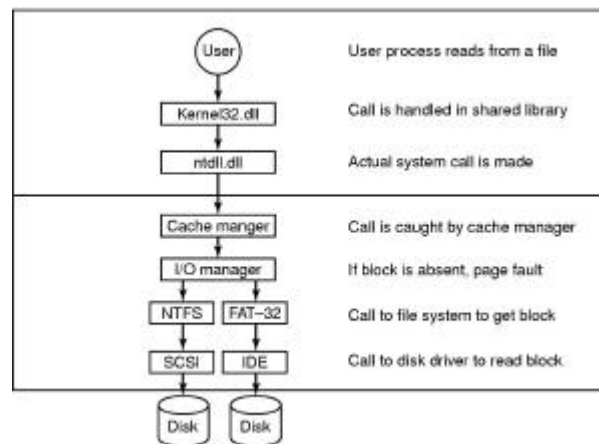 User
User process reads from a file
Kernel32.dll
Call is handled in shared library
ntdll.dll
Actual system call is made
Cache manger
Call is caught by cache manager
I/O manager
If block is absent, page fault
NTFS
FAT-32
Call to file system to get block
SCSI
IDE
Call to disk driver to read block
Disk
Disk